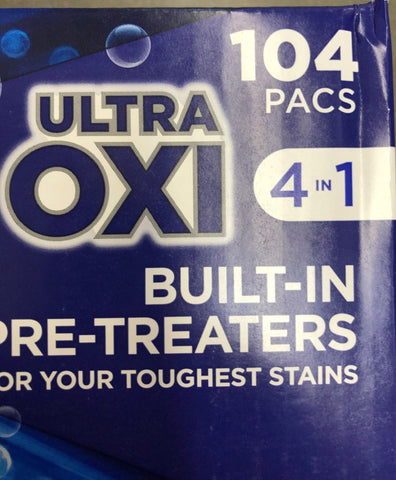 104
PACS
ULTRA
OXI
4 IN 1
BUILT-IN
PRE-TREATERS
OR YOUR TOUGHEST STAINS